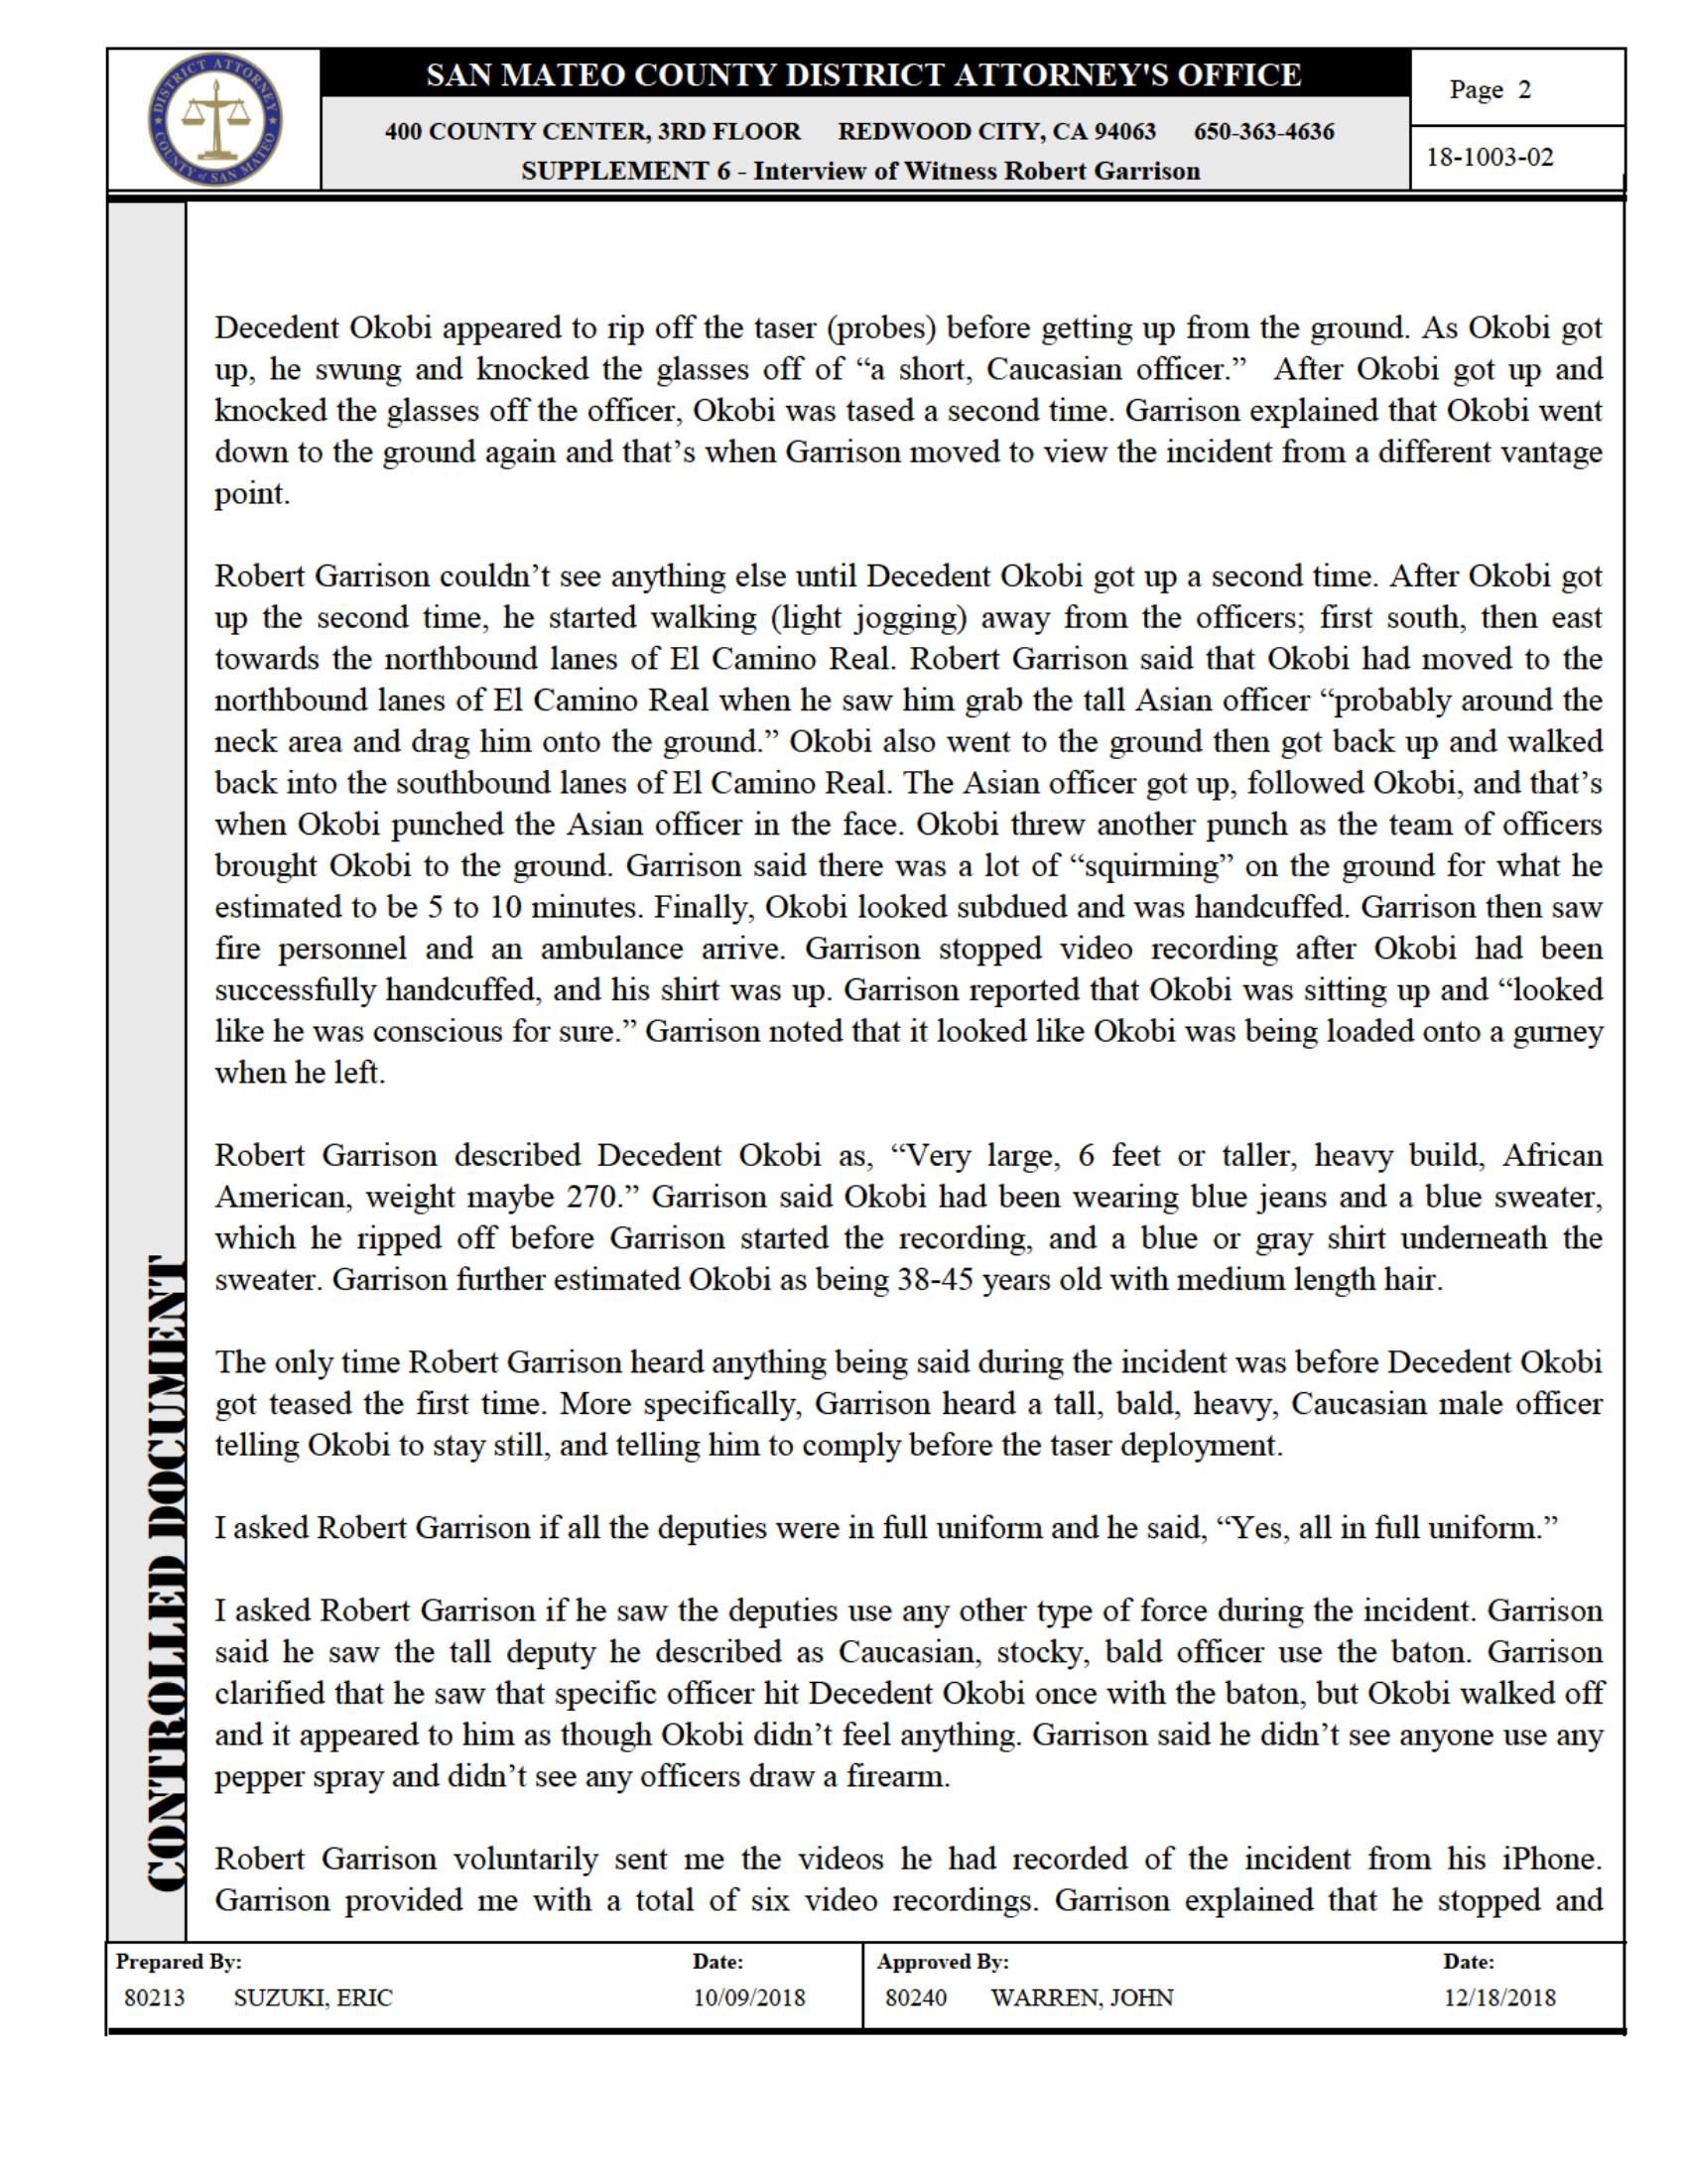 DISTRICT ATTORNEY
COUNTY of SAN MATEO
SAN MATEO COUNTY DISTRICT ATTORNEY'S OFFICE
400 COUNTY CENTER, 3RD FLOOR REDWOOD CITY, CA 94063 650-363-4636
SUPPLEMENT 6 - Interview of Witness Robert Garrison
Page 2
18-1003-02
Decedent Okobi appeared to rip off the taser (probes) before getting up from the ground. As Okobi got
up, he swung and knocked the glasses off of “a short, Caucasian officer.” After Okobi got up and
knocked the glasses off the officer, Okobi was tased a second time. Garrison explained that Okobi went
down to the ground again and that’s when Garrison moved to view the incident from a different vantage
point.
Robert Garrison couldn’t see anything else until Decedent Okobi got up a second time. After Okobi got
up the second time, he started walking (light jogging) away from the officers; first south, then east
towards the northbound lanes of El Camino Real. Robert Garrison said that Okobi had moved to the
northbound lanes of El Camino Real when he saw him grab the tall Asian officer “probably around the
neck area and drag him onto the ground.” Okobi also went to the ground then got back up and walked
back into the southbound lanes of El Camino Real. The Asian officer got up, followed Okobi, and that’s
when Okobi punched the Asian officer in the face. Okobi threw another punch as the team of officers
brought Okobi to the ground. Garrison said there was a lot of “squirming” on the ground for what he
estimated to be 5 to 10 minutes. Finally, Okobi looked subdued and was handcuffed. Garrison then saw
fire personnel and an ambulance arrive. Garrison stopped video recording after Okobi had been
successfully handcuffed, and his shirt was up. Garrison reported that Okobi was sitting up and “looked
like he was conscious for sure.” Garrison noted that it looked like Okobi was being loaded onto a gurney
when he left.
Robert Garrison described Decedent Okobi as, “Very large, 6 feet or taller, heavy build, African
American, weight maybe 270.” Garrison said Okobi had been wearing blue jeans and a blue sweater,
which he ripped off before Garrison started the recording, and a blue or gray shirt underneath the
sweater. Garrison further estimated Okobi as being 38-45 years old with medium length hair.
The only time Robert Garrison heard anything being said during the incident was before Decedent Okobi
got teased the first time. More specifically, Garrison heard a tall, bald, heavy, Caucasian male officer
telling Okobi to stay still, and telling him to comply before the taser deployment.
I asked Robert Garrison if all the deputies were in full uniform and he said, “Yes, all in full uniform.”
I asked Robert Garrison if he saw the deputies use any other type of force during the incident. Garrison
said he saw the tall deputy he described as Caucasian, stocky, bald officer use the baton. Garrison
clarified that he saw that specific officer hit Decedent Okobi once with the baton, but Okobi walked off
and it appeared to him as though Okobi didn’t feel anything. Garrison said he didn’t see anyone use any
pepper spray and didn’t see any officers draw a firearm.
Robert Garrison voluntarily sent me the videos he had recorded of the incident from his iPhone.
Garrison provided me with a total of six video recordings. Garrison explained that he stopped and
CONTROLLED DOCUMENT
Prepared By: Date: Approved By: Date:
80213 SUZUKI, ERIC 10/09/2018 80240 WARREN, JOHN 12/18/2018